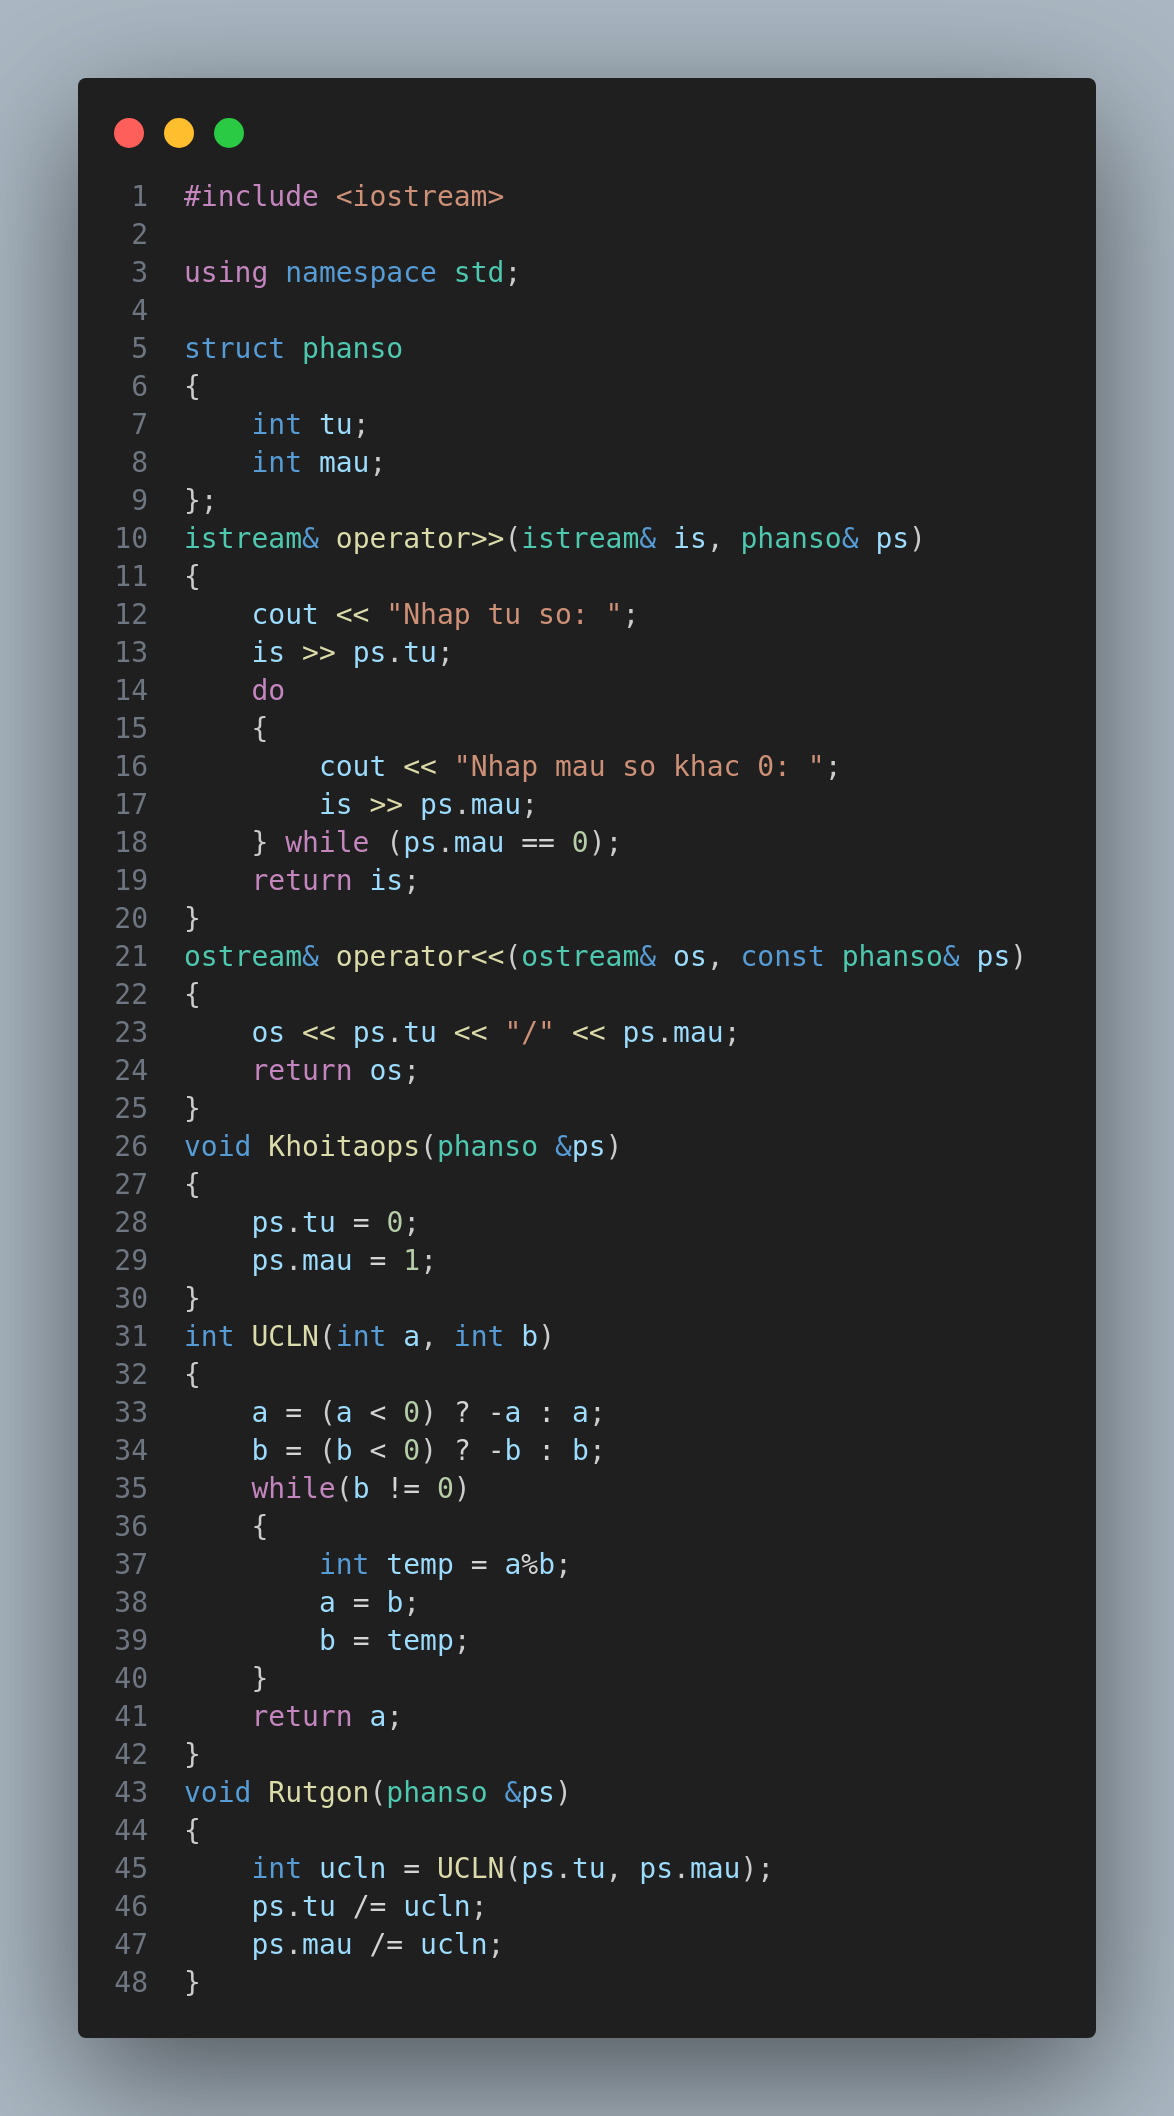 1 #include <iostream>
2
3 using namespace std;
4
5 struct phanso
6 {
7     int tu;
8     int mau;
9 };
10 istream& operator>>(istream& is, phanso& ps)
11 {
12     cout << "Nhap tu so: ";
13     is >> ps.tu;
14     do
15     {
16         cout << "Nhap mau so khac 0: ";
17         is >> ps.mau;
18     } while (ps.mau == 0);
19     return is;
20 }
21 ostream& operator<<(ostream& os, const phanso& ps)
22 {
23     os << ps.tu << "/" << ps.mau;
24     return os;
25 }
26 void Khoitaops(phanso &ps)
27 {
28     ps.tu = 0;
29     ps.mau = 1;
30 }
31 int UCLN(int a, int b)
32 {
33     a = (a < 0) ? -a : a;
34     b = (b < 0) ? -b : b;
35     while(b != 0)
36     {
37         int temp = a%b;
38         a = b;
39         b = temp;
40     }
41     return a;
42 }
43 void Rutgon(phanso &ps)
44 {
45     int ucln = UCLN(ps.tu, ps.mau);
46     ps.tu /= ucln;
47     ps.mau /= ucln;
48 }